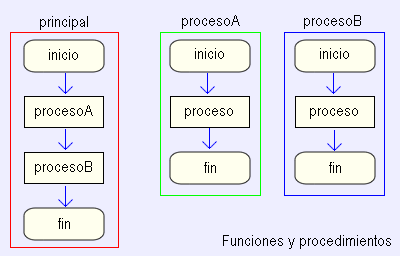 principal
inicio
procesoA
procesoB
fin
procesoA
inicio
proceso
fin
procesoB
inicio
proceso
fin
Funciones y procedimientos